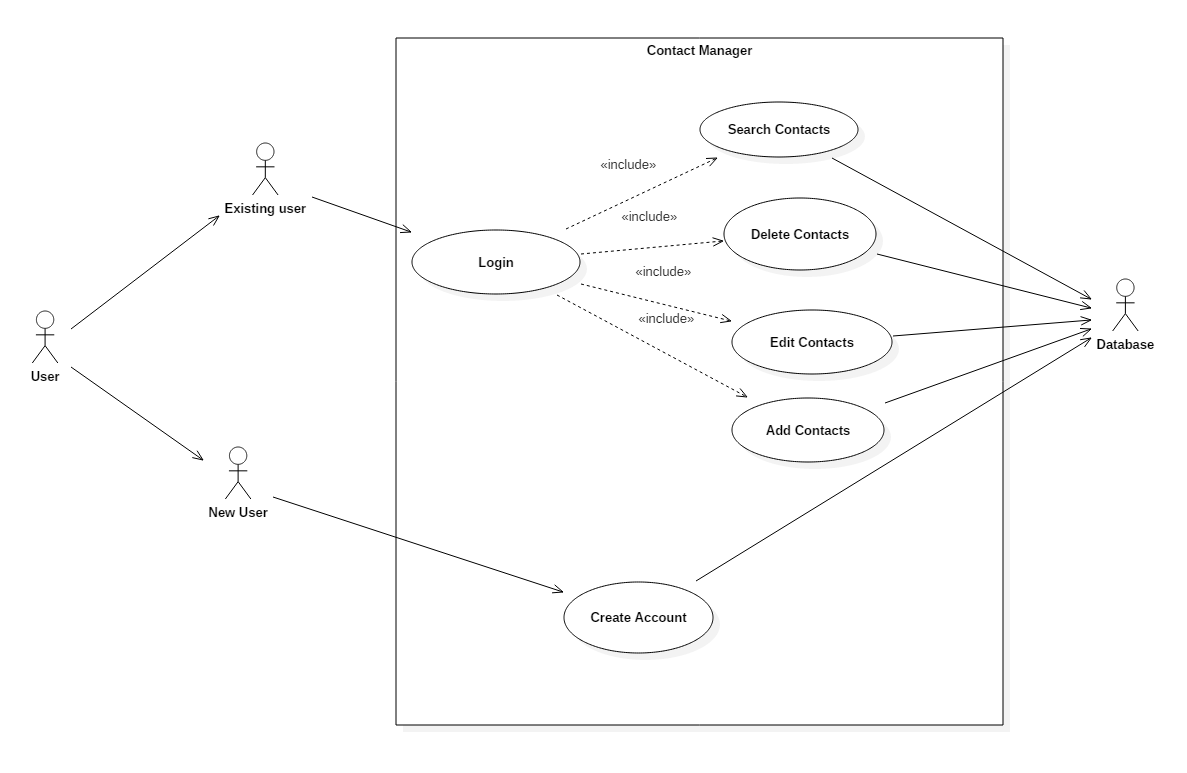 Contact Manager
Search Contacts
«include»
Existing user
«include»
Delete Contacts
Login
«include»
«include»
Edit Contacts
Database
User
Add Contacts
New User
Create Account